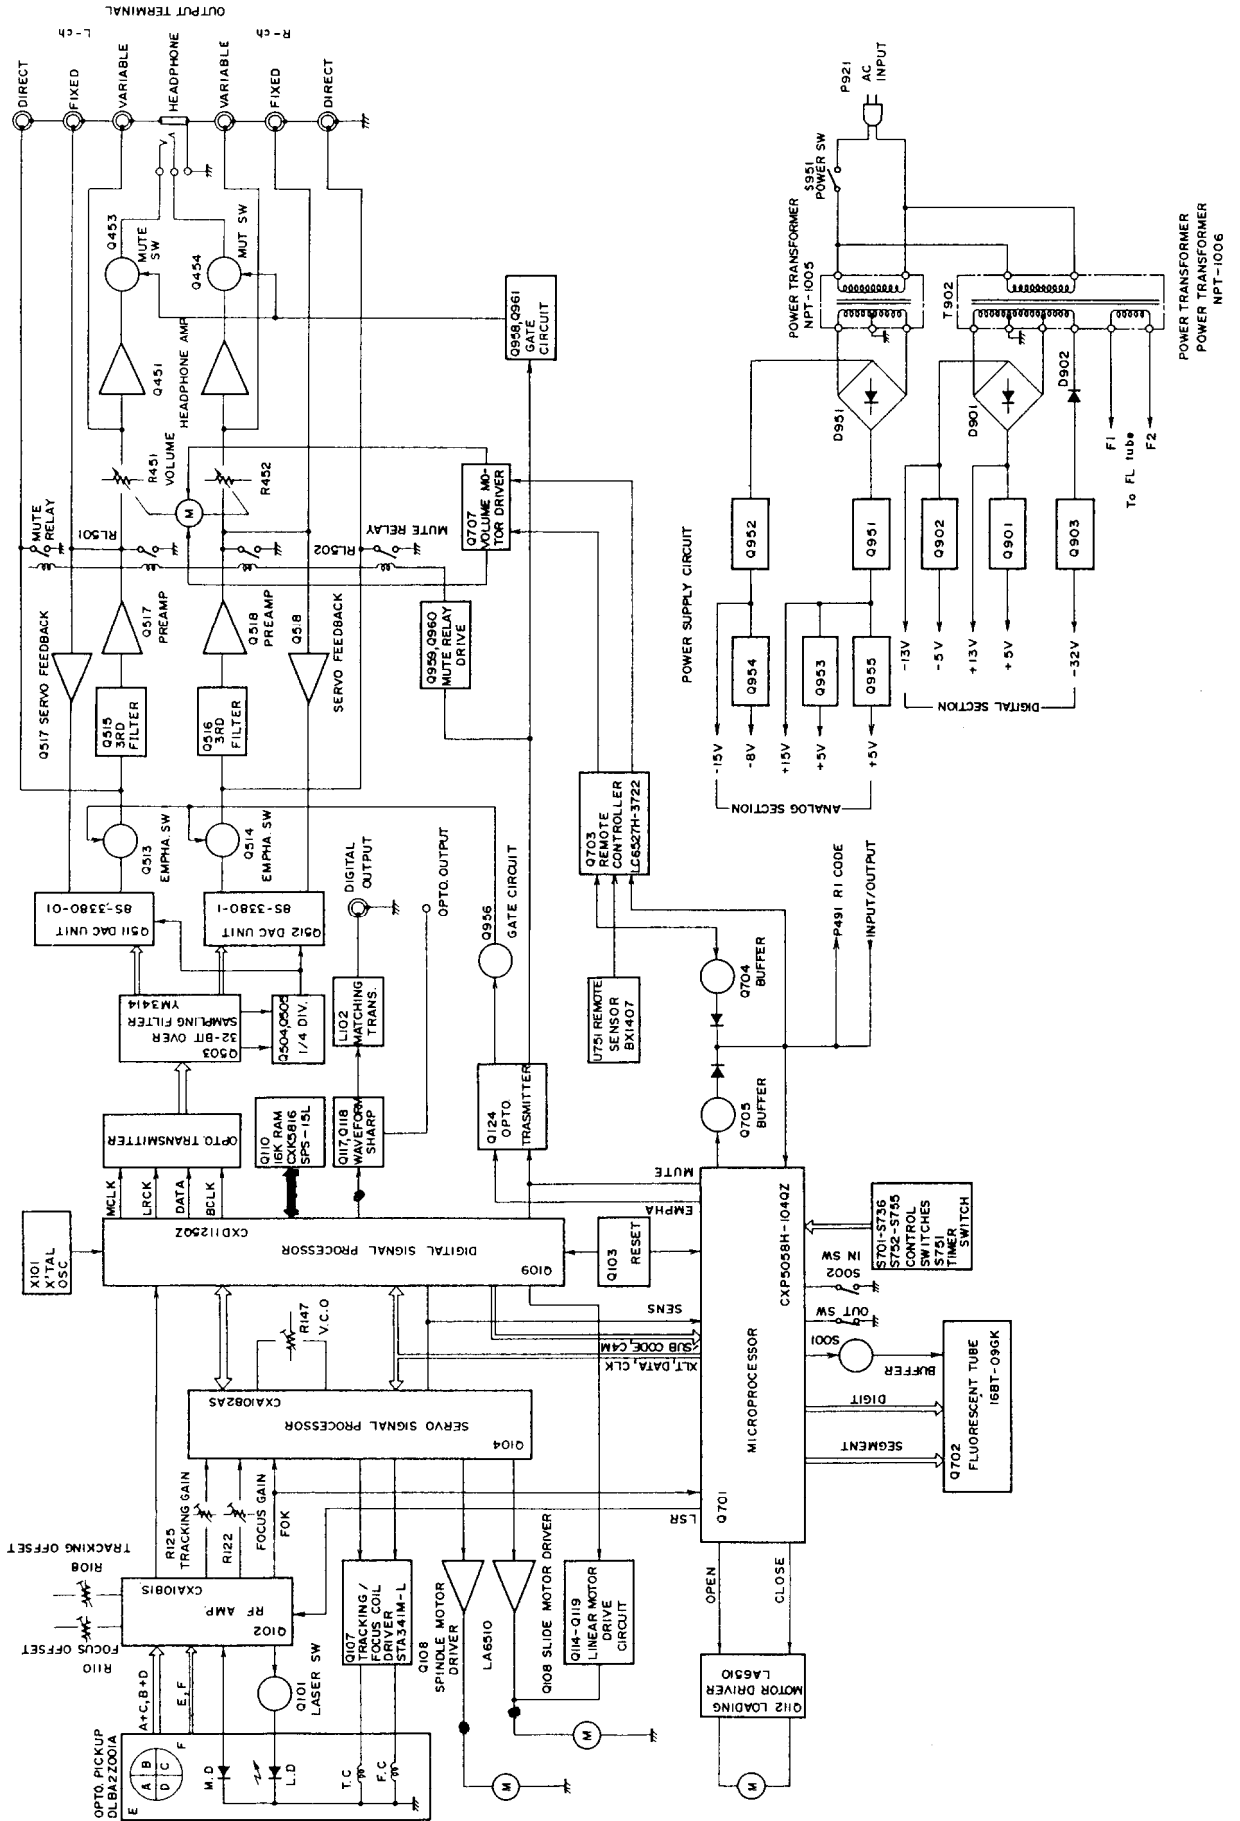 OUTPUT TERMINAL
L-ch
R-ch
DIRECT
FIXED
VARIABLE
HEADPHONE
VARIABLE
FIXED
DIRECT
Q453
MUTE
SW
Q454
MUT SW
Q451
HEADPHONE AMP
R451
VOLUME
R452
M
MUTE
RELAY
RL501
RL502
MUTE RELAY
Q517 SERVO FEEDBACK
Q517
PREAMP
Q518
PREAMP
Q518
SERVO FEEDBACK
Q515
3RD
FILTER
Q516
3RD
FILTER
Q513
EMPHA. SW
Q514
EMPHA. SW
Q958,Q961
GATE
CIRCUIT
Q707
VOLUME MO-
TOR DRIVER
Q959,Q960
MUTE RELAY
DRIVE
Q511 DAC UNIT
8S-3380-01
Q512 DAC UNIT
8S-3380-1
DIGITAL
OUTPUT
OPTO. OUTPUT
Q956
GATE CIRCUIT
Q503
32-BIT OVER
SAMPLING FILTER
YM3414
Q504,Q505
1/4 DIV.
L102
MATCHING
TRANS.
OPTO. TRANSMITTER
Q110
16K RAM
CXK5816
SPS-15L
Q117,Q118
WAVEFORM
SHARP
Q124
OPTO.
TRASMITTER
MCLK
LRCK
DATA
BCLK
X101
X'TAL
OSC
Q109
DIGITAL SIGNAL PROCESSOR
CXD1125QZ
Q103
RESET
R147
V.C.O
Q104
SERVO SIGNAL PROCESSOR
CXA1082AS
SENS
SUB CODE, C4M
XLT, DATA, CLK
MUTE
EMPHA
TRACKING OFFSET
R108
FOCUS OFFSET
R110
R125
TRACKING GAIN
R122
FOCUS GAIN
FOK
Q102
RF AMP.
CXA1081S
A+C, B+D
E, F
OPTO. PICKUP
DLBA2Z001A
E
A
B
D
C
F
M.D
L.D
T.C
F.C
Q101
LASER SW
Q107
TRACKING /
FOCUS COIL
DRIVER
STA341M-L
Q108
SPINDLE MOTOR
DRIVER
LA6510
Q108 SLIDE MOTOR DRIVER
Q114-Q119
LINEAR MOTOR
DRIVE
CIRCUIT
M
M
LSR
Q701
MICROPROCESSOR
CXP5058H-104QZ
OPEN
CLOSE
Q112 LOADING
MOTOR DRIVER
LA6510
M
S001
OUT SW
S002
IN SW
BUFFER
DIGIT
SEGMENT
Q702
FLUORESCENT TUBE
16BT-09GK
S701-S736
S752-S755
CONTROL
SWITCHES
S751
TIMER
SWITCH
Q705
BUFFER
Q704
BUFFER
U751 REMOTE
SENSOR
BX1407
Q703
REMOTE
CONTROLLER
LC6527H-3722
P491 RI CODE
INPUT/OUTPUT
POWER SUPPLY CIRCUIT
P921
AC
INPUT
S951
POWER SW
POWER TRANSFORMER
NPT-1005
T902
POWER TRANSFORMER
POWER TRANSFORMER
NPT-1006
D951
D901
D902
F1
To FL tube
F2
Q952
Q951
Q902
Q901
Q903
Q954
Q953
Q955
-15V
-8V
+15V
+5V
+5V
ANALOG SECTION
-13V
-5V
+13V
+5V
-32V
DIGITAL SECTION